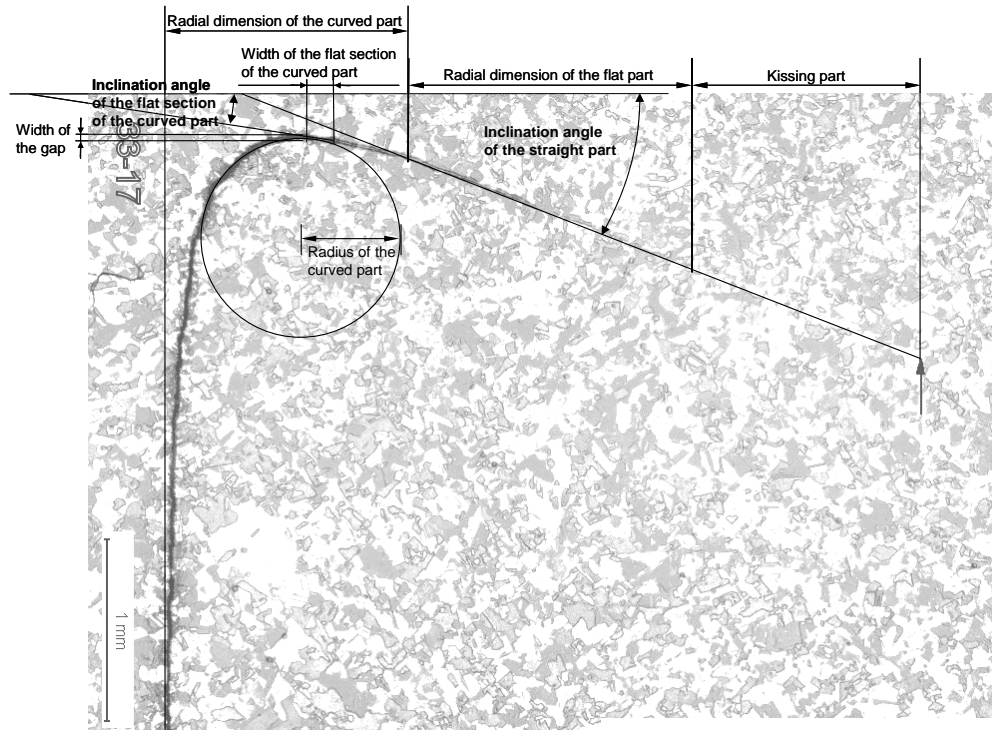 Radial dimension of the curved part
Width of the flat section
of the curved part
Radial dimension of the flat part
Kissing part
Inclination angle
of the flat section
of the curved part
Width of
the gap
Inclination angle
of the straight part
33-17
Radius of the
curved part
1 mm